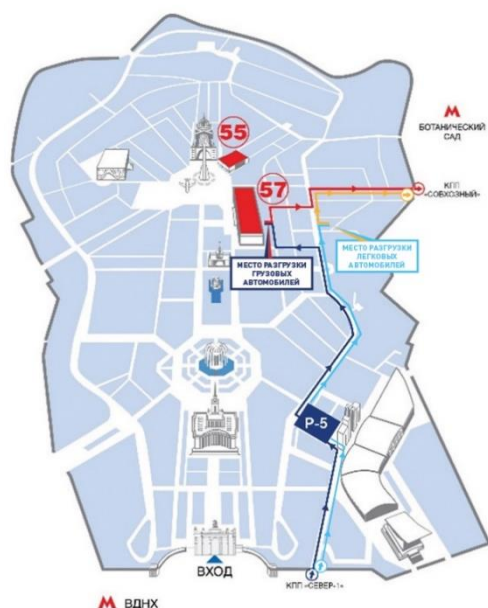 55
М
БОТАНИЧЕСКИЙ
САД
57
КПП
«СОВХОЗНЫЙ»
МЕСТО РАЗГРУЗКИ
ГРУЗОВЫХ
АВТОМОБИЛЕЙ
МЕСТО РАЗГРУЗКИ
ЛЕГКОВЫХ
АВТОМОБИЛЕЙ
P-5
ВХОД
КПП «СЕВЕР-1»
М ВДНХ